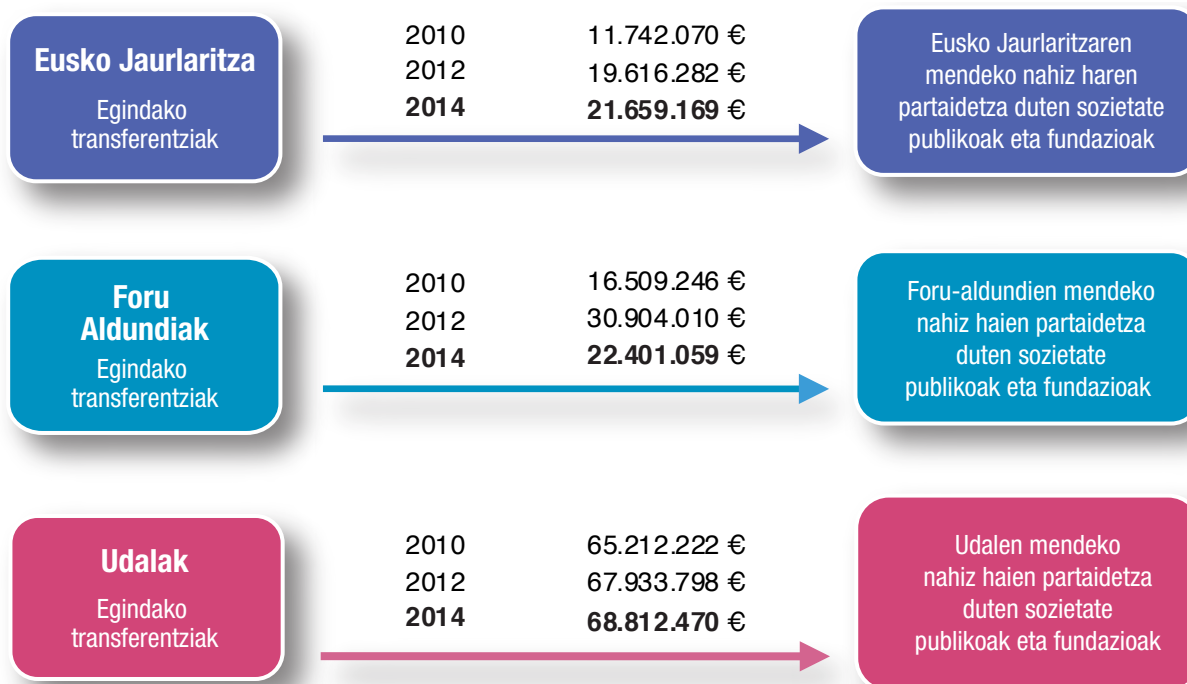 Eusko Jaurlaritza
Egindako
transferentziak
2010 11.742.070 €
2012 19.616.282 €
2014 21.659.169 €
Eusko Jaurlaritzaren
mendeko nahiz haren
partaidetza duten sozietate
publikoak eta fundazioak
Foru
Aldundiak
Egindako
transferentziak
2010 16.509.246 €
2012 30.904.010 €
2014 22.401.059 €
Foru-aldundien mendeko
nahiz haien partaidetza
duten sozietate
publikoak eta fundazioak
Udalak
Egindako
transferentziak
2010 65.212.222 €
2012 67.933.798 €
2014 68.812.470 €
Udalen mendeko
nahiz haien partaidetza
duten sozietate
publikoak eta fundazioak